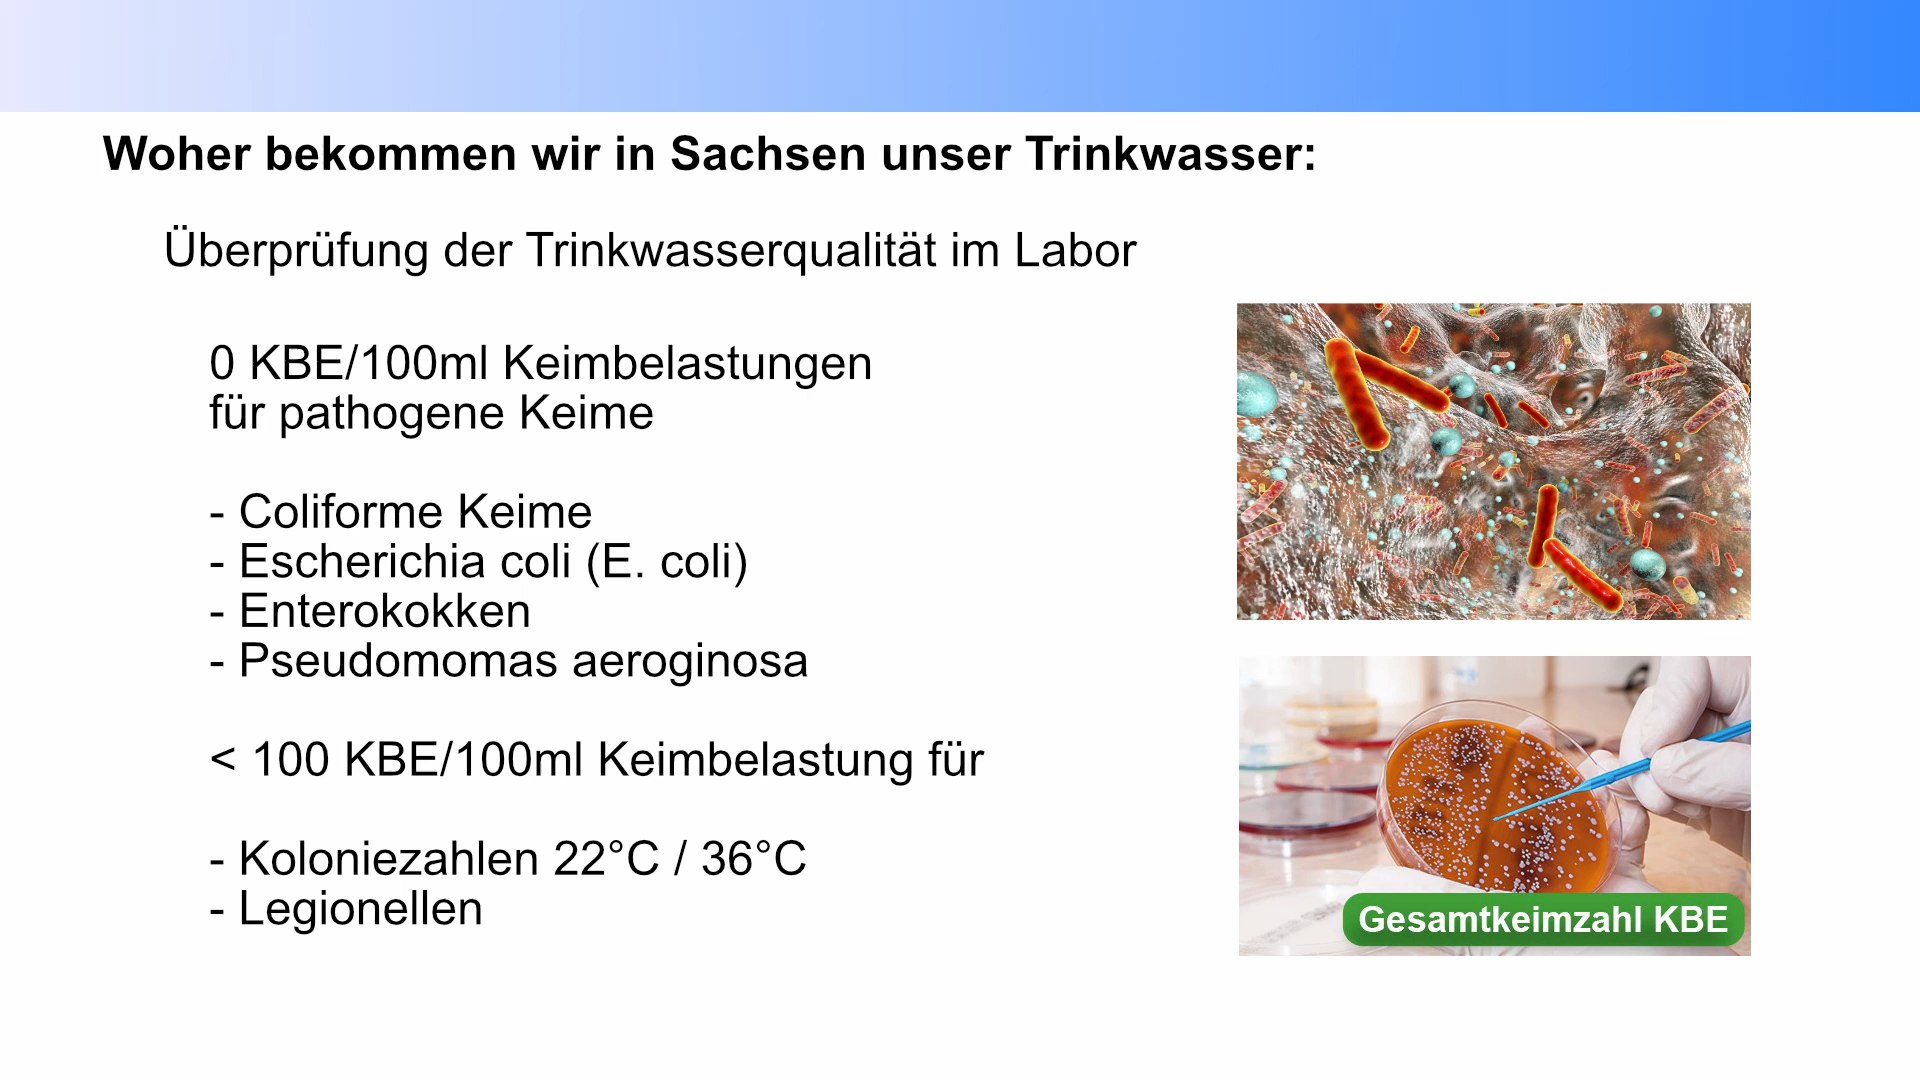 Woher bekommen wir in Sachsen unser Trinkwasser:
Überprüfung der Trinkwasserqualität im Labor
0 KBE/100ml Keimbelastungen
für pathogene Keime
- Coliforme Keime
- Escherichia coli (E. coli)
- Enterokokken
- Pseudomomas aeroginosa
< 100 KBE/100ml Keimbelastung für
- Koloniezahlen 22°C / 36°C
- Legionellen
Gesamtkeimzahl KBE